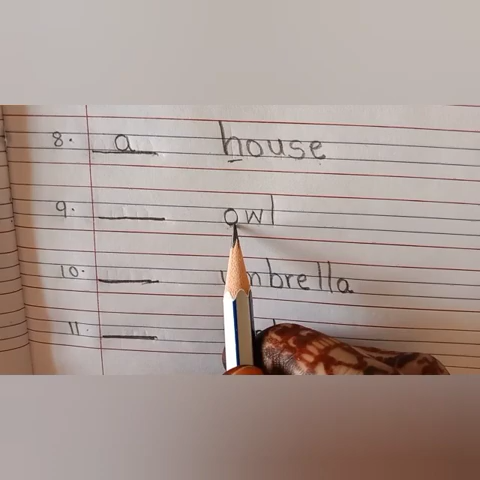 8. a house
9. owl
10. umbrella
11.